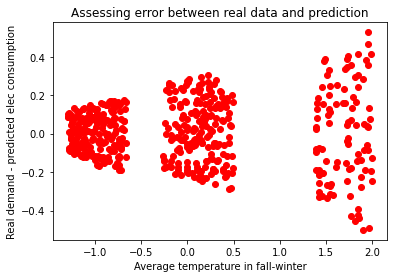 Assessing error between real data and prediction
Real demand - predicted elec consumption
0.4
0.2
0.0
−0.2
−0.4
−1.0 −0.5 0.0 0.5 1.0 1.5 2.0
Average temperature in fall-winter